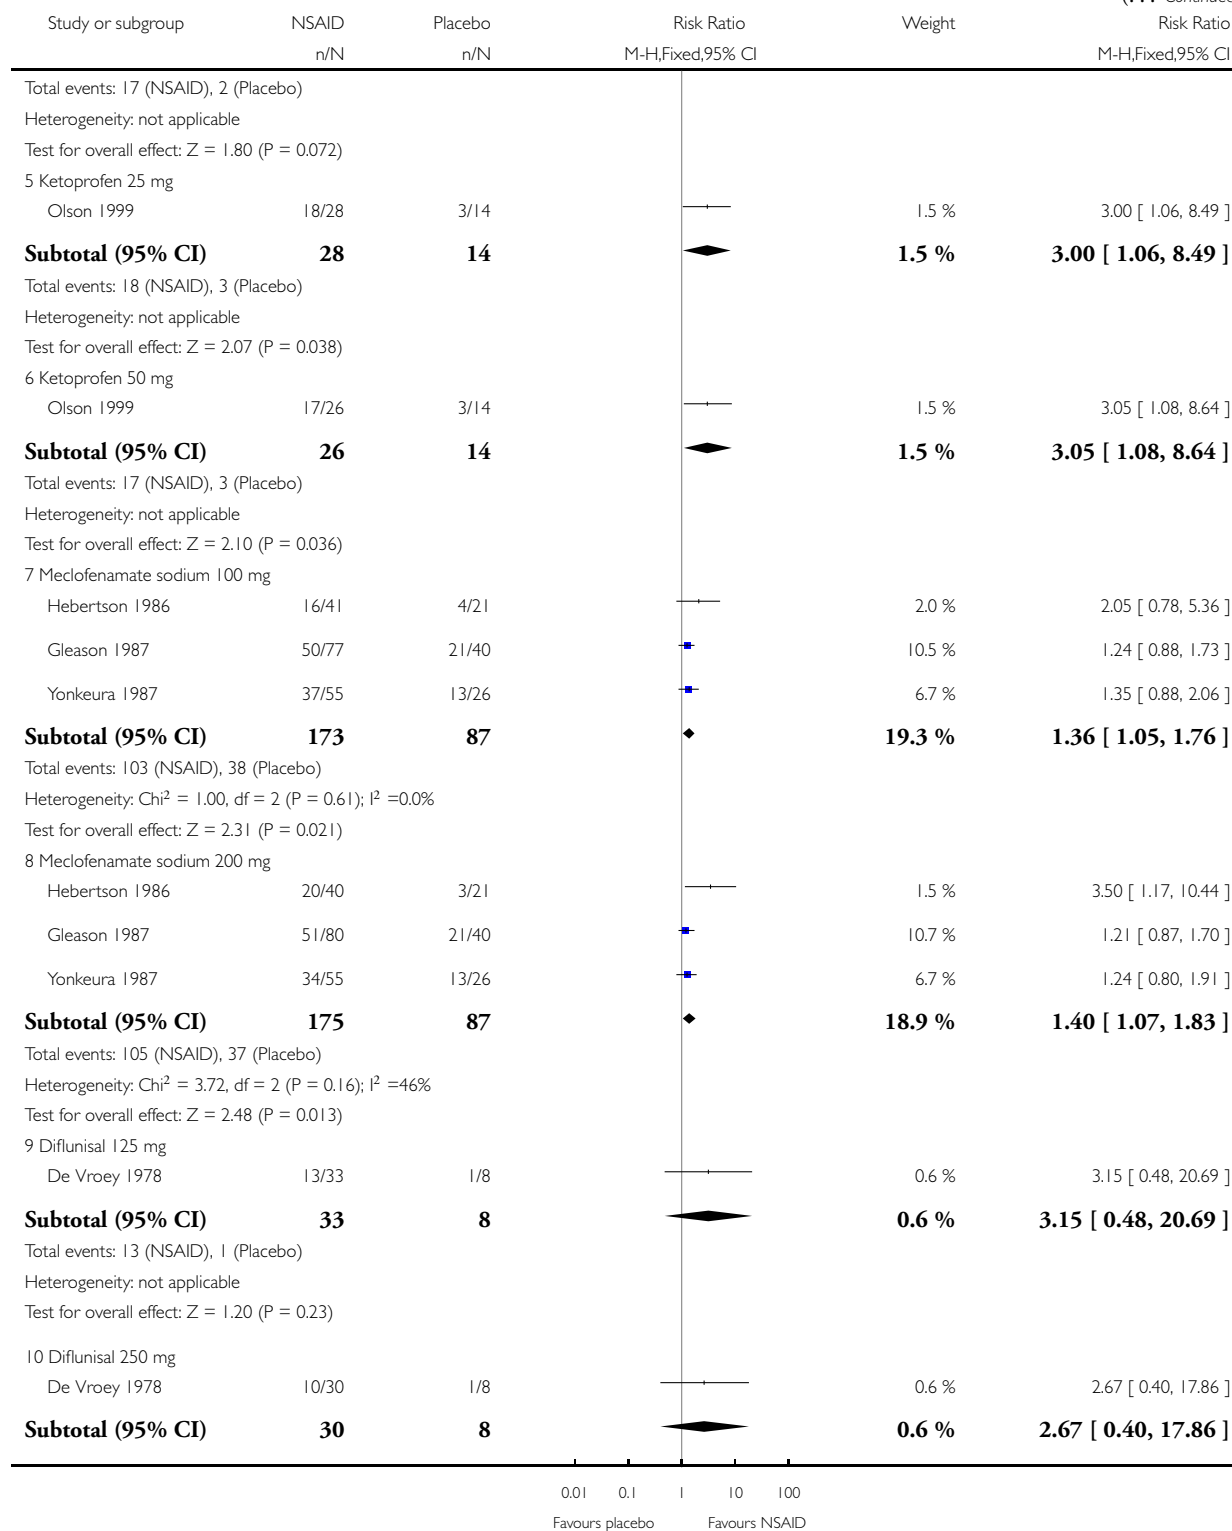 Study or subgroup NSAID Placebo Risk Ratio Weight Risk Ratio
n/N n/N M-H,Fixed,95% CI M-H,Fixed,95% CI
Total events: 17 (NSAID), 2 (Placebo)
Heterogeneity: not applicable
Test for overall effect: Z = 1.80 (P = 0.072)
5 Ketoprofen 25 mg
Olson 1999 18/28 3/14 1.5 % 3.00 [ 1.06, 8.49 ]
Subtotal (95% CI) 28 14 1.5 % 3.00 [ 1.06, 8.49 ]
Total events: 18 (NSAID), 3 (Placebo)
Heterogeneity: not applicable
Test for overall effect: Z = 2.07 (P = 0.038)
6 Ketoprofen 50 mg
Olson 1999 17/26 3/14 1.5 % 3.05 [ 1.08, 8.64 ]
Subtotal (95% CI) 26 14 1.5 % 3.05 [ 1.08, 8.64 ]
Total events: 17 (NSAID), 3 (Placebo)
Heterogeneity: not applicable
Test for overall effect: Z = 2.10 (P = 0.036)
7 Meclofenamate sodium 100 mg
Hebertson 1986 16/41 4/21 2.0 % 2.05 [ 0.78, 5.36 ]
Gleason 1987 50/77 21/40 10.5 % 1.24 [ 0.88, 1.73 ]
Yonkeura 1987 37/55 13/26 6.7 % 1.35 [ 0.88, 2.06 ]
Subtotal (95% CI) 173 87 19.3 % 1.36 [ 1.05, 1.76 ]
Total events: 103 (NSAID), 38 (Placebo)
Heterogeneity: Chi² = 1.00, df = 2 (P = 0.61); I² =0.0%
Test for overall effect: Z = 2.31 (P = 0.021)
8 Meclofenamate sodium 200 mg
Hebertson 1986 20/40 3/21 1.5 % 3.50 [ 1.17, 10.44 ]
Gleason 1987 51/80 21/40 10.7 % 1.21 [ 0.87, 1.70 ]
Yonkeura 1987 34/55 13/26 6.7 % 1.24 [ 0.80, 1.91 ]
Subtotal (95% CI) 175 87 18.9 % 1.40 [ 1.07, 1.83 ]
Total events: 105 (NSAID), 37 (Placebo)
Heterogeneity: Chi² = 3.72, df = 2 (P = 0.16); I² =46%
Test for overall effect: Z = 2.48 (P = 0.013)
9 Diflunisal 125 mg
De Vroey 1978 13/33 1/8 0.6 % 3.15 [ 0.48, 20.69 ]
Subtotal (95% CI) 33 8 0.6 % 3.15 [ 0.48, 20.69 ]
Total events: 13 (NSAID), 1 (Placebo)
Heterogeneity: not applicable
Test for overall effect: Z = 1.20 (P = 0.23)
10 Diflunisal 250 mg
De Vroey 1978 10/30 1/8 0.6 % 2.67 [ 0.40, 17.86 ]
Subtotal (95% CI) 30 8 0.6 % 2.67 [ 0.40, 17.86 ]
0.01 0.1 1 10 100
Favours placebo Favours NSAID